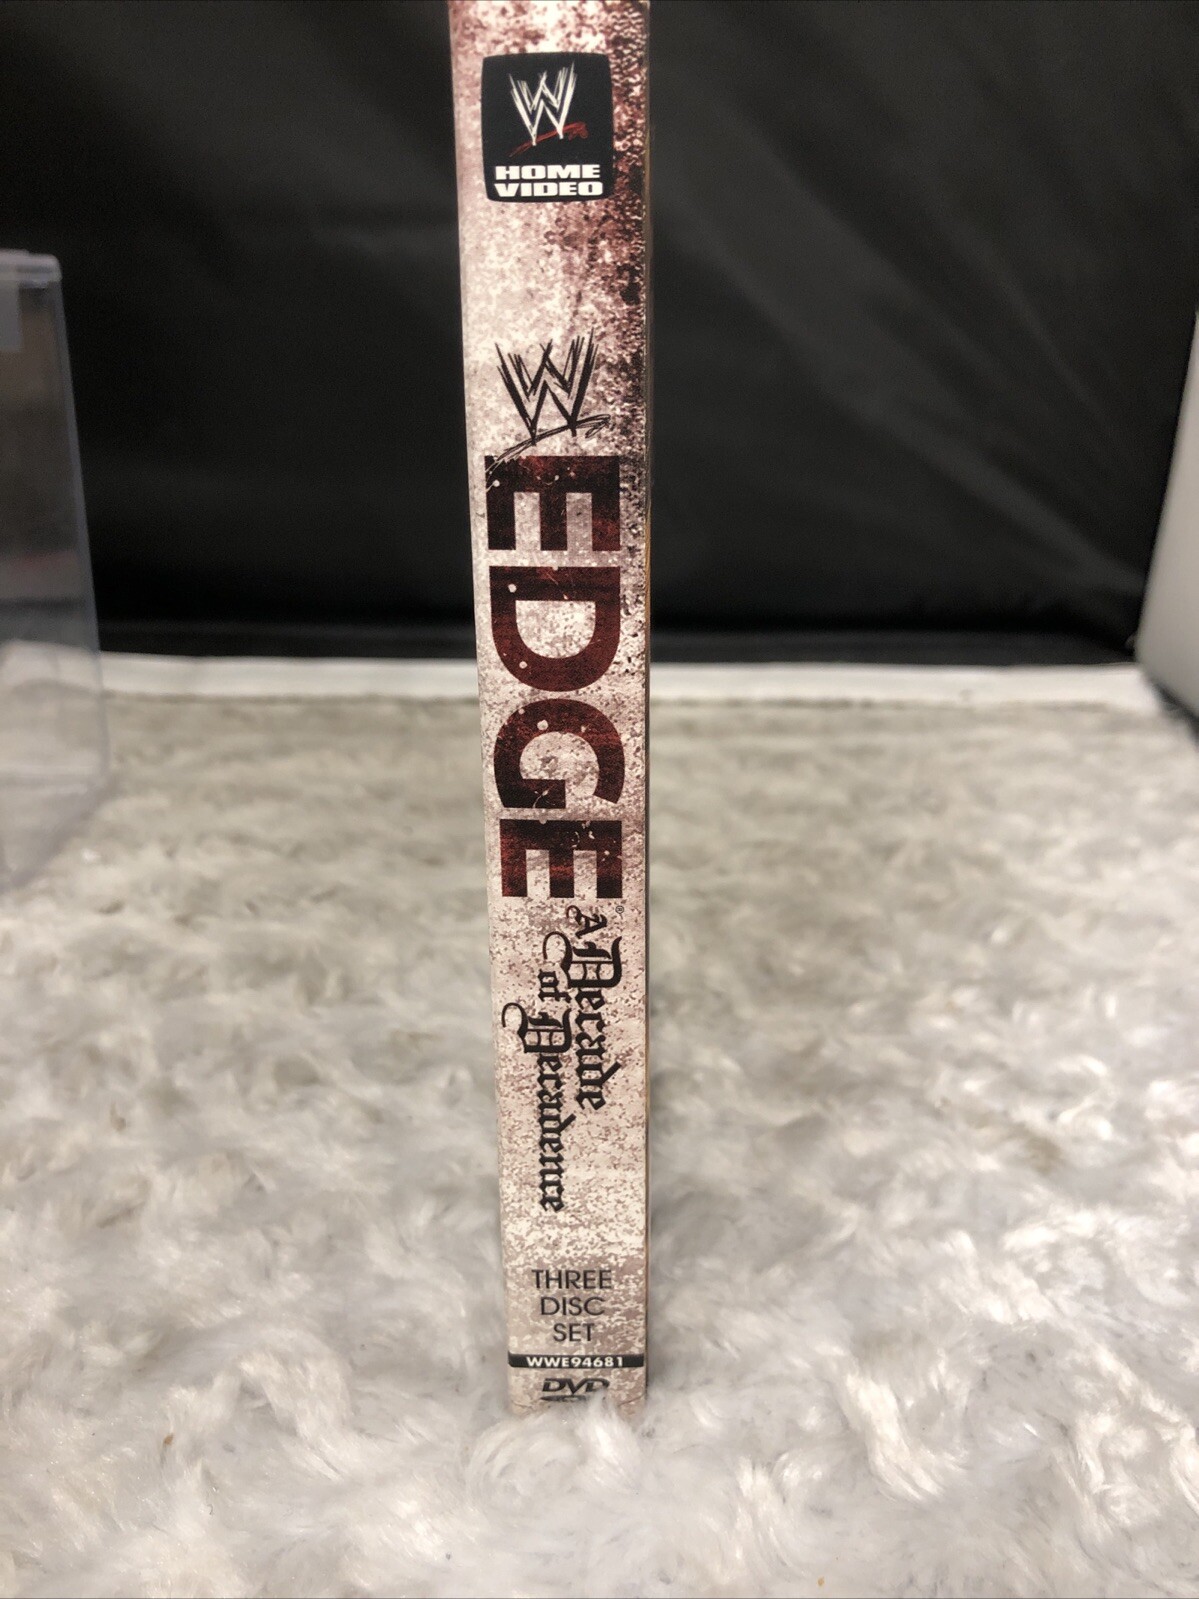 W
HOME
VIDEO
W
EDGE®
A Decade
of Decadence
THREE
DISC
SET
WWE94681
DVD